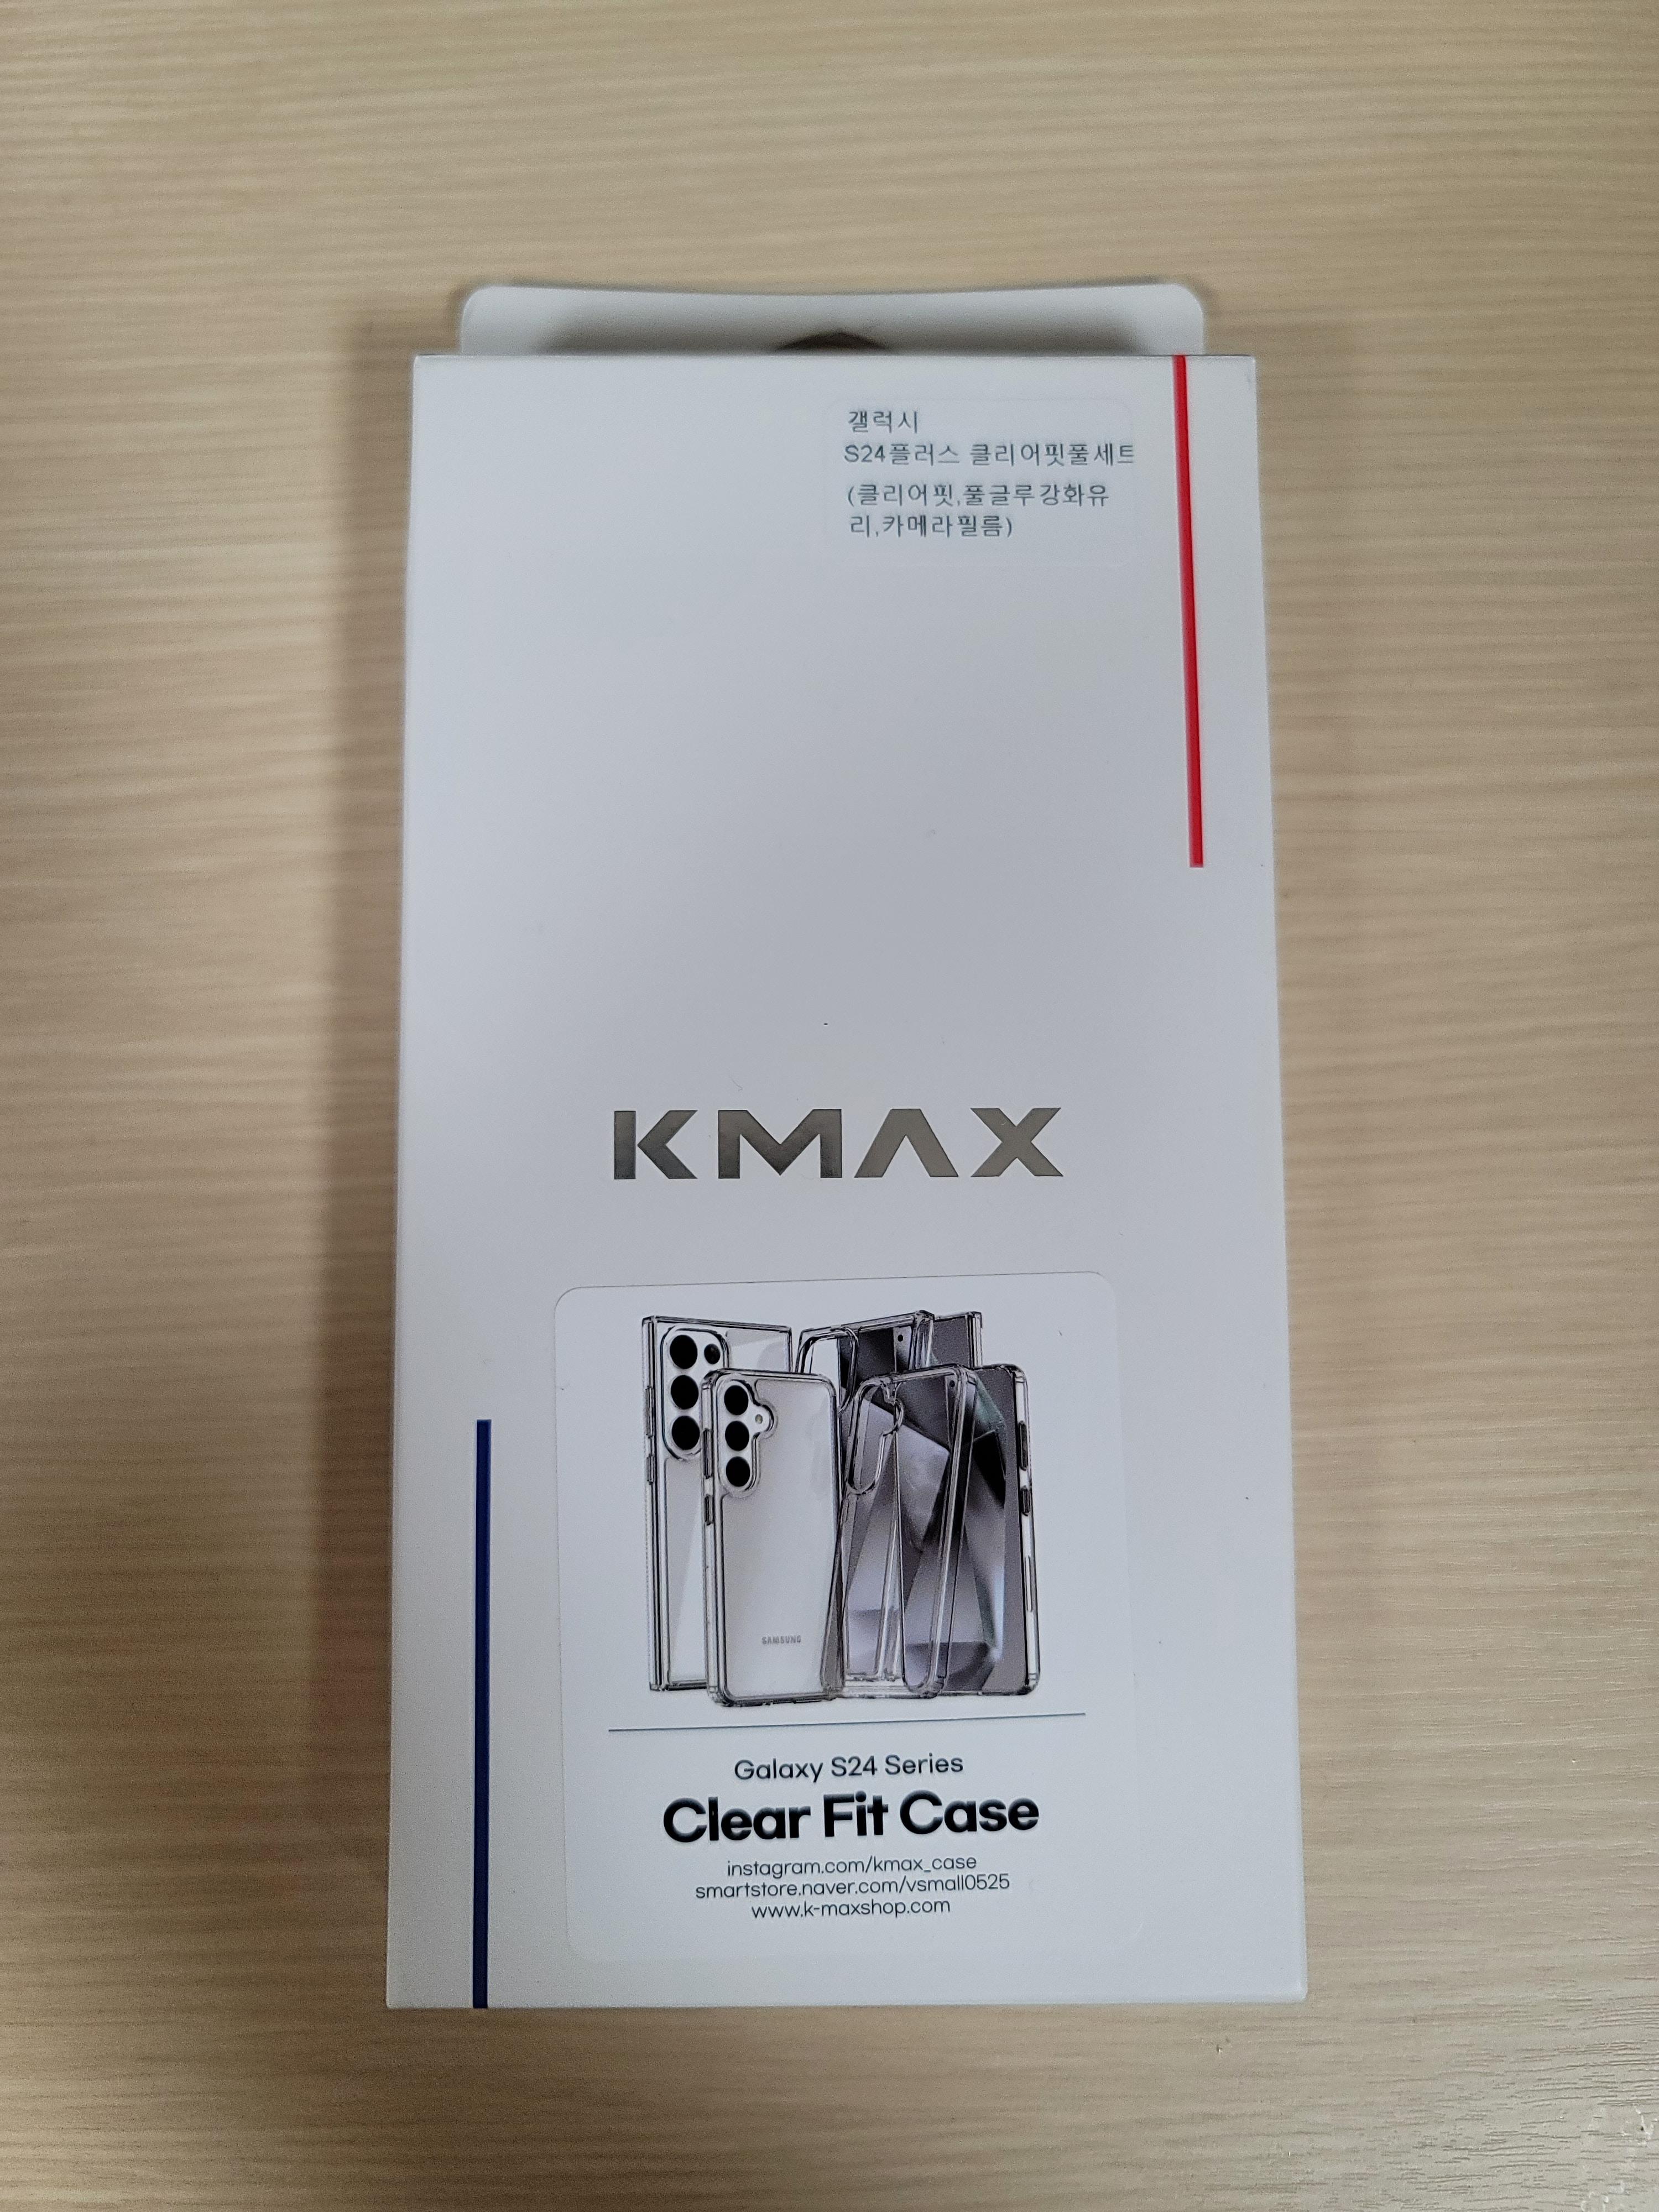 갤럭시
S24플러스 클리어핏풀세트
(클리어핏,풀글루강화유
리,카메라필름)
KMAX
SAMSUNG
Galaxy S24 Series
Clear Fit Case
instagram.com/kmax_case
smartstore.naver.com/vsmall0525
www.k-maxshop.com